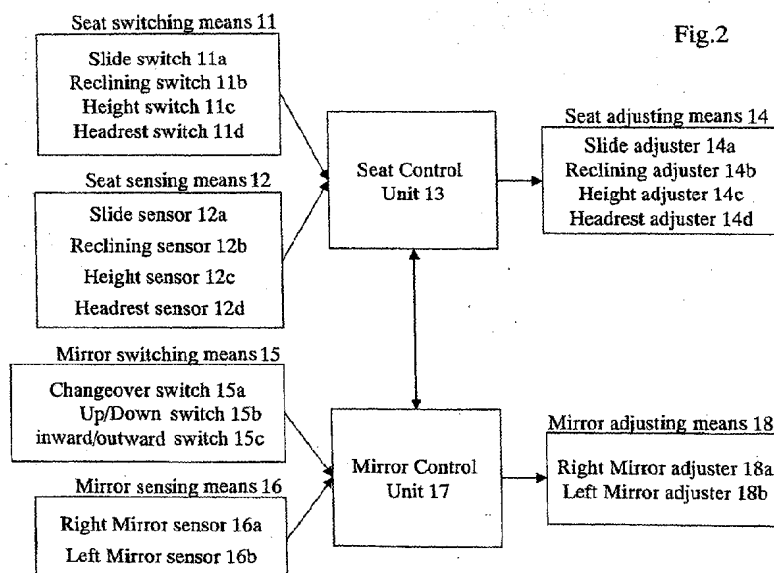 Fig.2
Seat switching means 11
Slide switch 11a
Reclining switch 11b
Height switch 11c
Headrest switch 11d
Seat sensing means 12
Slide sensor 12a
Reclining sensor 12b
Height sensor 12c
Headrest sensor 12d
Seat Control
Unit 13
Seat adjusting means 14
Slide adjuster 14a
Reclining adjuster 14b
Height adjuster 14c
Headrest adjuster 14d
Mirror switching means 15
Changeover switch 15a
Up/Down switch 15b
inward/outward switch 15c
Mirror sensing means 16
Right Mirror sensor 16a
Left Mirror sensor 16b
Mirror Control
Unit 17
Mirror adjusting means 18
Right Mirror adjuster 18a
Left Mirror adjuster 18b